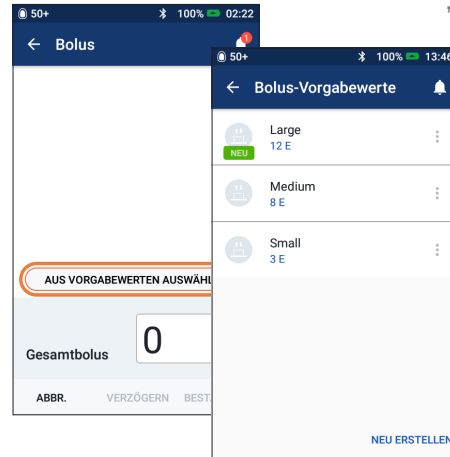 50+ 100% 02:22
Bolus
1
AUS VORGABEWERTEN AUSWÄHL
0
Gesamtbolus
ABBR. VERZÖGERN BEST.
50+ 100% 13:46
Bolus-Vorgabewerte
Large
12 E
NEU
Medium
8 E
Small
3 E
NEU ERSTELLEN